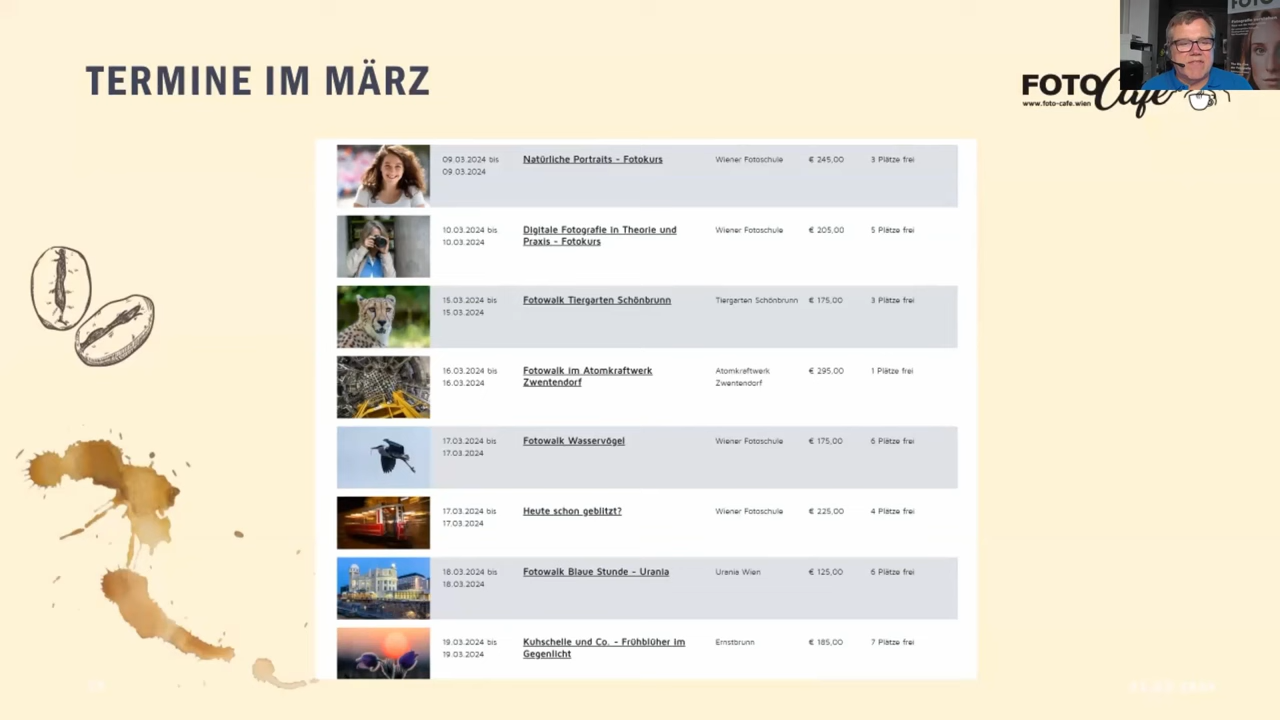 TERMINE IM MÄRZ
FOTO
Café
www.foto-cafe.wien
09.03.2024 bis
09.03.2024
Natürliche Portraits - Fotokurs
Wiener Fotoschule
€ 245,00
3 Plätze frei
10.03.2024 bis
10.03.2024
Digitale Fotografie in Theorie und
Praxis - Fotokurs
Wiener Fotoschule
€ 205,00
5 Plätze frei
15.03.2024 bis
15.03.2024
Fotowalk Tiergarten Schönbrunn
Tiergarten Schönbrunn
€ 175,00
3 Plätze frei
16.03.2024 bis
16.03.2024
Fotowalk im Atomkraftwerk
Zwentendorf
Atomkraftwerk
Zwentendorf
€ 295,00
1 Plätze frei
17.03.2024 bis
17.03.2024
Fotowalk Wasservögel
Wiener Fotoschule
€ 175,00
6 Plätze frei
17.03.2024 bis
17.03.2024
Heute schon geblitzt?
Wiener Fotoschule
€ 225,00
4 Plätze frei
18.03.2024 bis
18.03.2024
Fotowalk Blaue Stunde - Urania
Urania Wien
€ 125,00
6 Plätze frei
19.03.2024 bis
19.03.2024
Kuhschelle und Co. - Frühblüher im
Gegenlicht
Ernstbrunn
€ 185,00
7 Plätze frei